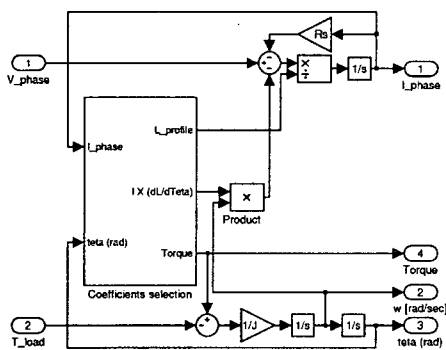 Rs
1
V_phase
×
÷
1/s
1
I_phase
L_profile
I_phase
I X (dL/dTeta)
×
Product
teta (rad)
Torque
4
Torque
Coefficients selection
2
w [rad/sec]
2
T_load
1/J
1/s
1/s
3
teta (rad)